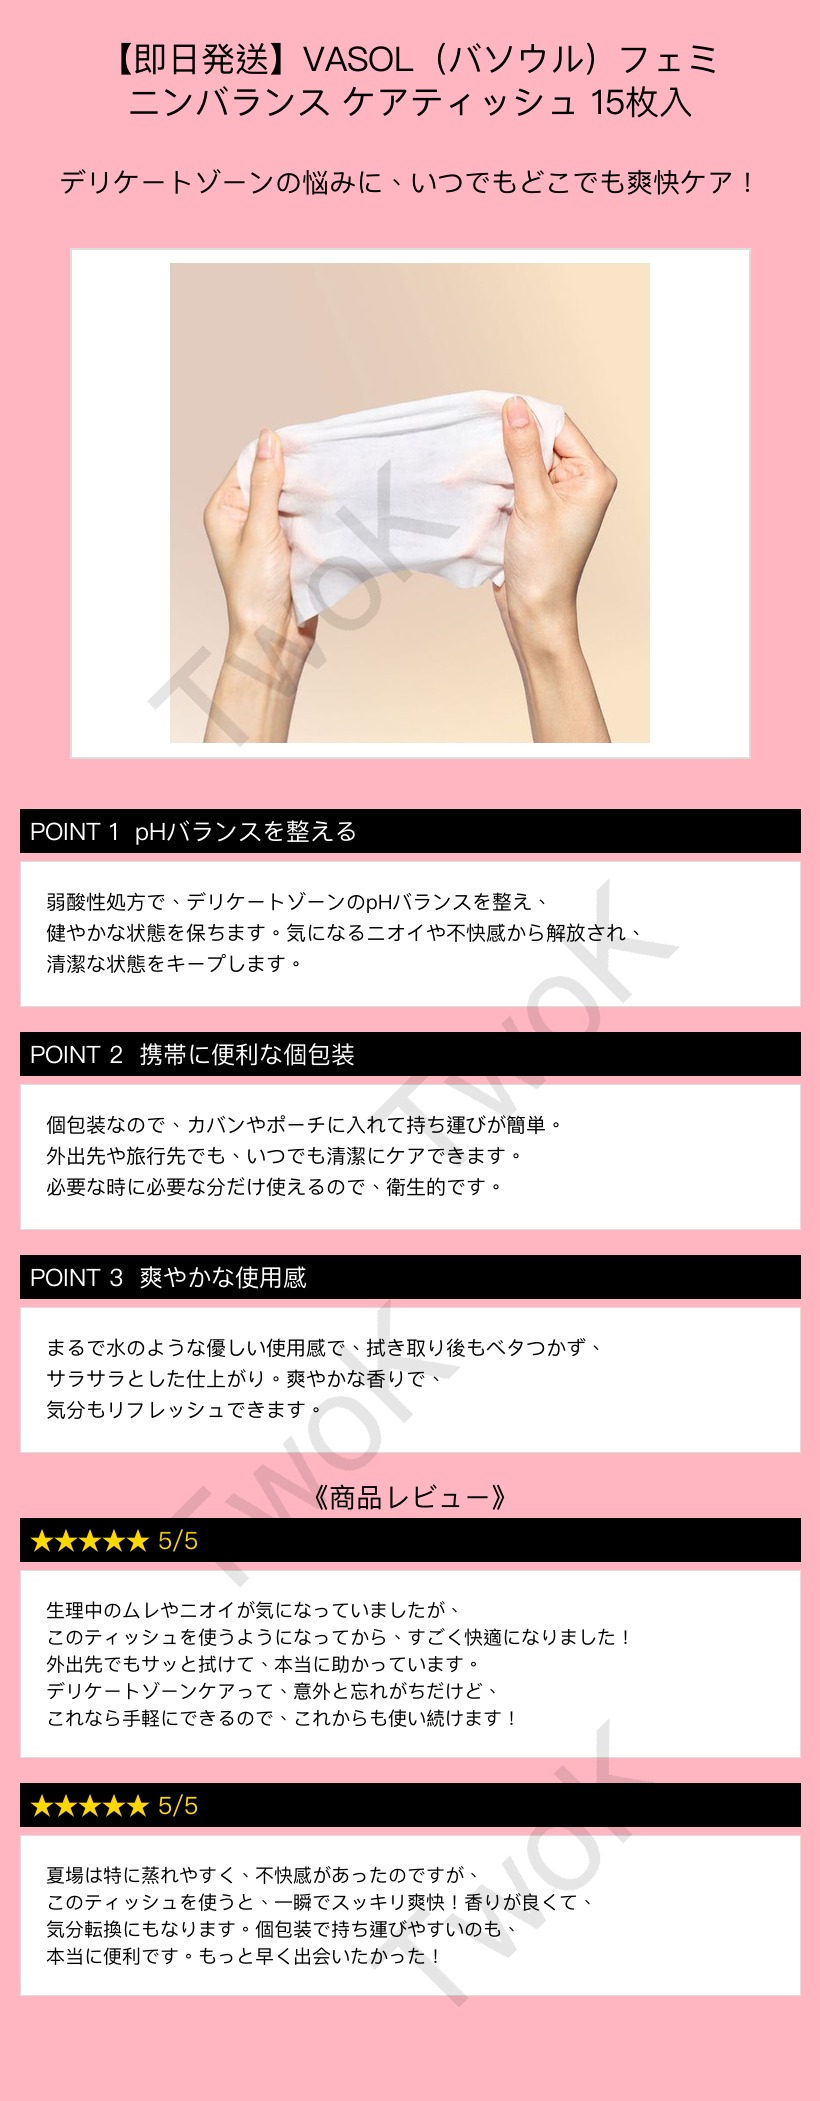 【即日発送】VASOL（バソウル）フェミ
ニンバランス ケアティッシュ 15枚入
デリケートゾーンの悩みに、いつでもどこでも爽快ケア！
TwoK
POINT 1 pHバランスを整える
弱酸性処方で、デリケートゾーンのpHバランスを整え、
健やかな状態を保ちます。気になるニオイや不快感から解放され、
清潔な状態をキープします。
TwoK
POINT 2 携帯に便利な個包装
個包装なので、カバンやポーチに入れて持ち運びが簡単。
外出先や旅行先でも、いつでも清潔にケアできます。
必要な時に必要な分だけ使えるので、衛生的です。
POINT 3 爽やかな使用感
まるで水のような優しい使用感で、拭き取り後もベタつかず、
サラサラとした仕上がり。爽やかな香りで、
気分もリフレッシュできます。
TwoK
《商品レビュー》
★★★★★ 5/5
生理中のムレやニオイが気になっていましたが、
このティッシュを使うようになってから、すごく快適になりました！
外出先でもサッと拭けて、本当に助かっています。
デリケートゾーンケアって、意外と忘れがちだけど、
これなら手軽にできるので、これからも使い続けます！
★★★★★ 5/5
夏場は特に蒸れやすく、不快感があったのですが、
このティッシュを使うと、一瞬でスッキリ爽快！香りが良くて、
気分転換にもなります。個包装で持ち運びやすいのも、
本当に便利です。もっと早く出会いたかった！
TwoK